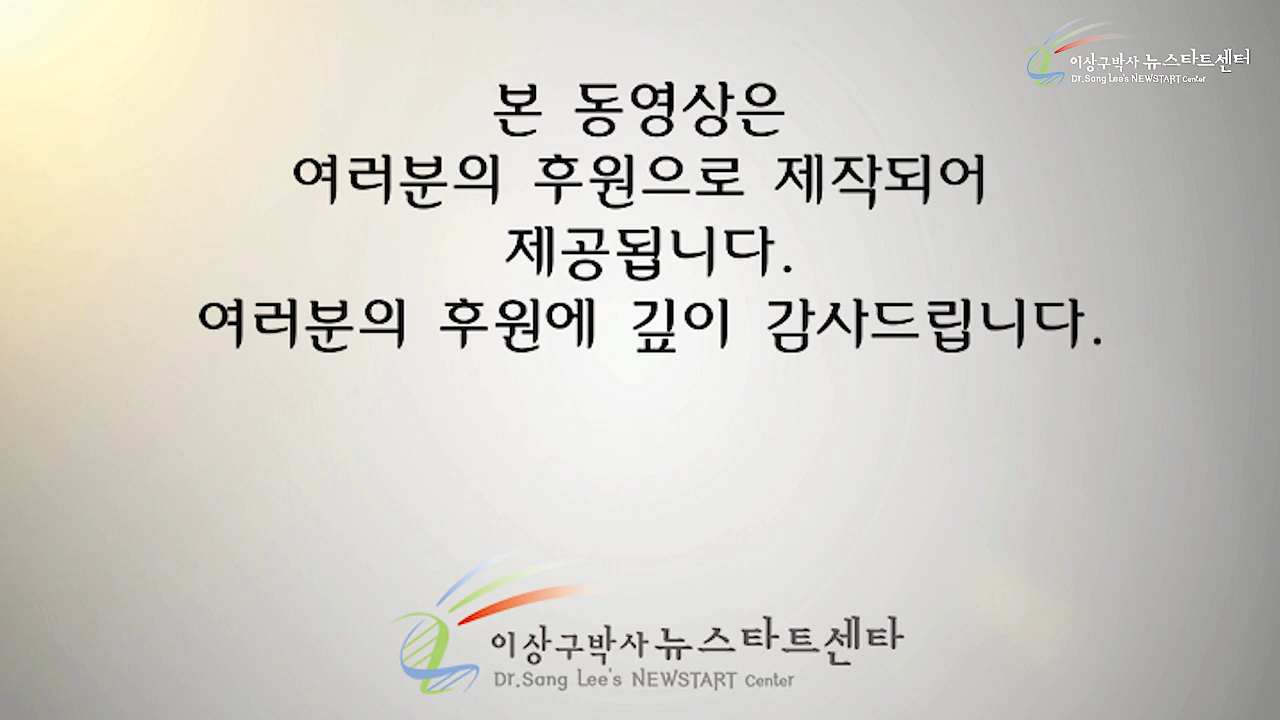 이상구박사 뉴스타트센터
Dr.Sang Lee's NEWSTART Center
본 동영상은
여러분의 후원으로 제작되어
제공됩니다.
여러분의 후원에 깊이 감사드립니다.
이상구박사 뉴스타트센타
Dr.Sang Lee's NEWSTART Center